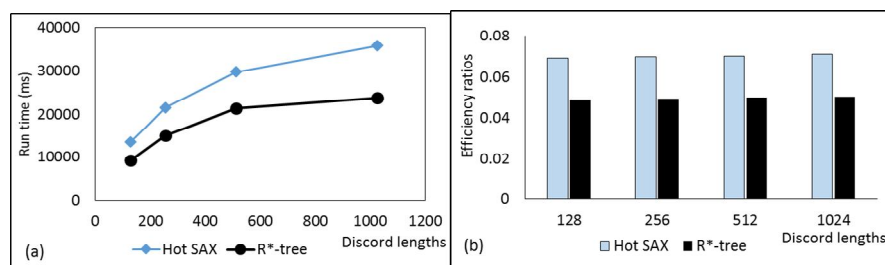 Run time (ms)
40000
30000
20000
10000
0
0 200 400 600 800 1000 1200
Discord lengths
(a)
Hot SAX R*-tree
Efficiency ratios
0.08
0.06
0.04
0.02
0
128 256 512 1024
Discord lengths
(b)
Hot SAX R*-tree